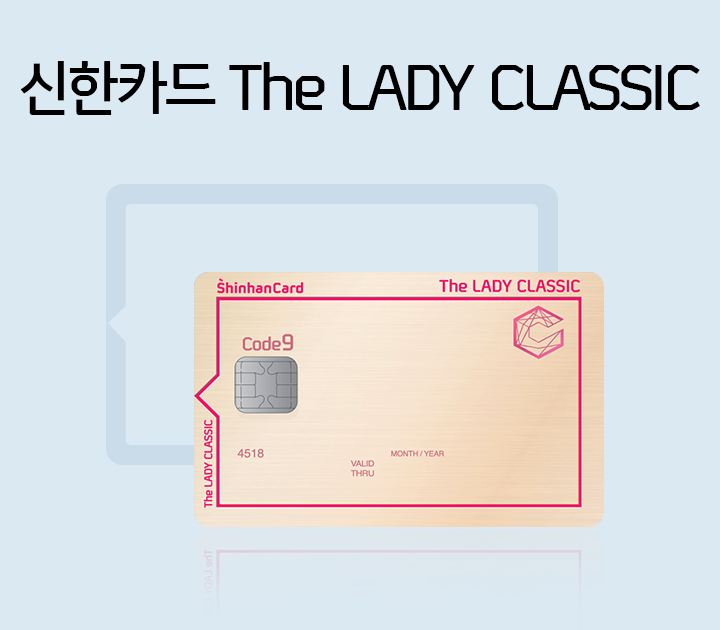 신한카드 The LADY CLASSIC
ShinhanCard
The LADY CLASSIC
Code9
4518
MONTH / YEAR
VALID
THRU
The LADY CLASSIC